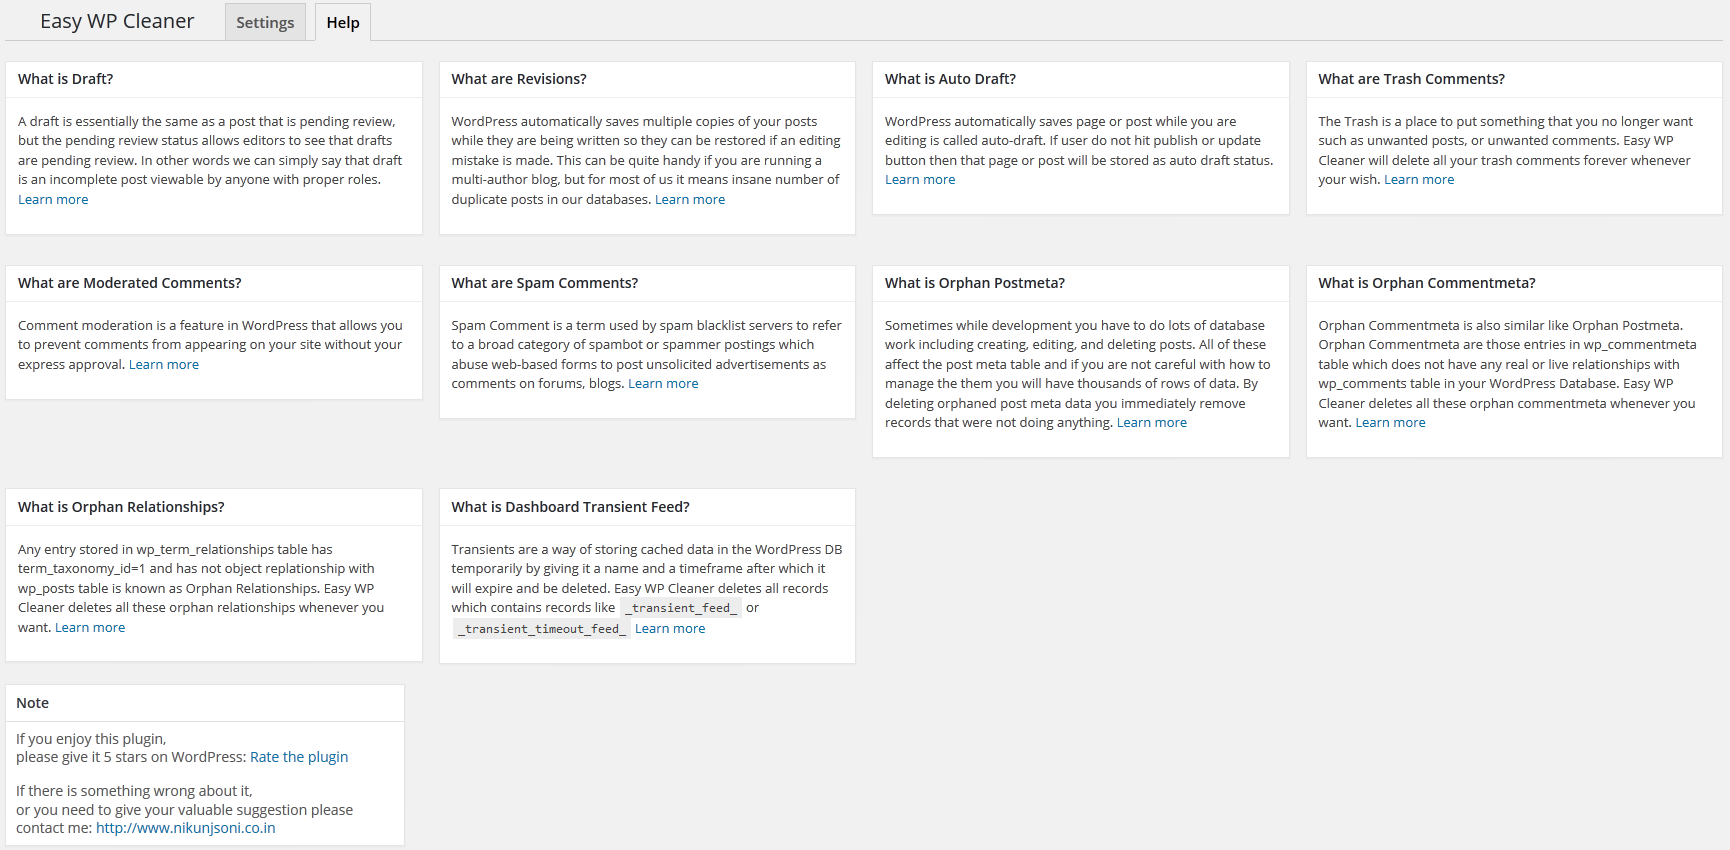 Easy WP Cleaner
Settings
Help
What is Draft?
A draft is essentially the same as a post that is pending review,
but the pending review status allows editors to see that drafts
are pending review. In other words we can simply say that draft
is an incomplete post viewable by anyone with proper roles.
Learn more
What are Revisions?
WordPress automatically saves multiple copies of your posts
while they are being written so they can be restored if an editing
mistake is made. This can be quite handy if you are running a
multi-author blog, but for most of us it means insane number of
duplicate posts in our databases. Learn more
What is Auto Draft?
WordPress automatically saves page or post while you are
editing is called auto-draft. If user do not hit publish or update
button then that page or post will be stored as auto draft status.
Learn more
What are Trash Comments?
The Trash is a place to put something that you no longer want
such as unwanted posts, or unwanted comments. Easy WP
Cleaner will delete all your trash comments forever whenever
your wish. Learn more
What are Moderated Comments?
Comment moderation is a feature in WordPress that allows you
to prevent comments from appearing on your site without your
express approval. Learn more
What are Spam Comments?
Spam Comment is a term used by spam blacklist servers to refer
to a broad category of spambot or spammer postings which
abuse web-based forms to post unsolicited advertisements as
comments on forums, blogs. Learn more
What is Orphan Postmeta?
Sometimes while development you have to do lots of database
work including creating, editing, and deleting posts. All of these
affect the post meta table and if you are not careful with how to
manage the them you will have thousands of rows of data. By
deleting orphaned post meta data you immediately remove
records that were not doing anything. Learn more
What is Orphan Commentmeta?
Orphan Commentmeta is also similar like Orphan Postmeta.
Orphan Commentmeta are those entries in wp_commentmeta
table which does not have any real or live relationships with
wp_comments table in your WordPress Database. Easy WP
Cleaner deletes all these orphan commentmeta whenever you
want. Learn more
What is Orphan Relationships?
Any entry stored in wp_term_relationships table has
term_taxonomy_id=1 and has not object replationship with
wp_posts table is known as Orphan Relationships. Easy WP
Cleaner deletes all these orphan relationships whenever you
want. Learn more
What is Dashboard Transient Feed?
Transients are a way of storing cached data in the WordPress DB
temporarily by giving it a name and a timeframe after which it
will expire and be deleted. Easy WP Cleaner deletes all records
which contains records like _transient_feed_ or
_transient_timeout_feed_ Learn more
Note
If you enjoy this plugin,
please give it 5 stars on WordPress: Rate the plugin
If there is something wrong about it,
or you need to give your valuable suggestion please
contact me: http://www.nikunjsoni.co.in